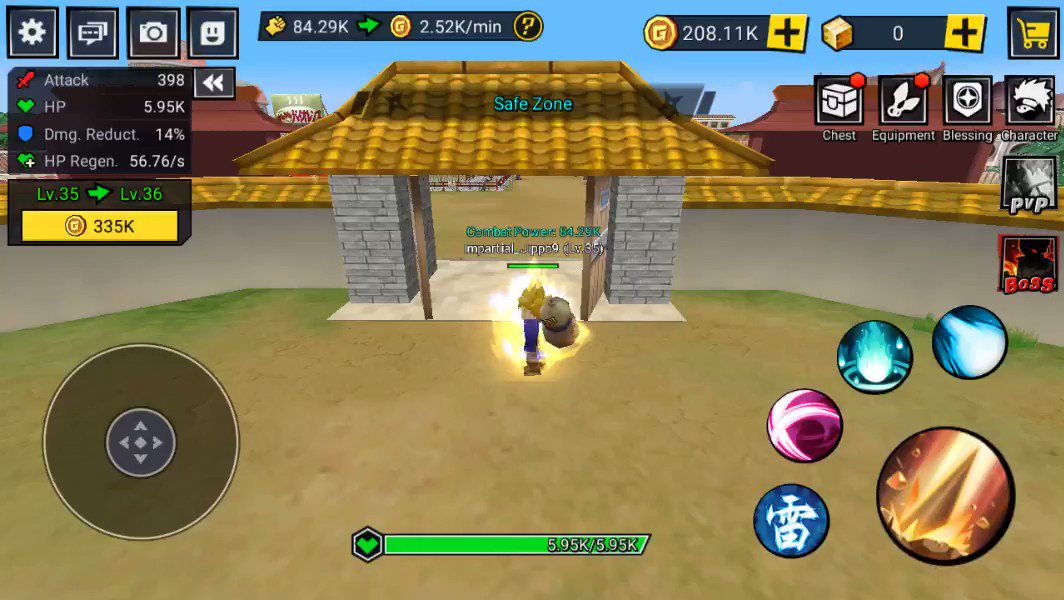 84.29K
G 2.52K/min ?
G 208.11K
0
Attack 398
HP 5.95K
Dmg. Reduct. 14%
HP Regen. 56.76/s
Lv.35 Lv.36
G 335K
Safe Zone
Chest Equipment Blessing Character
PVP
BOSS
Combat Power: 84.29K
(Lv.35)
雷
5.95K/5.95K